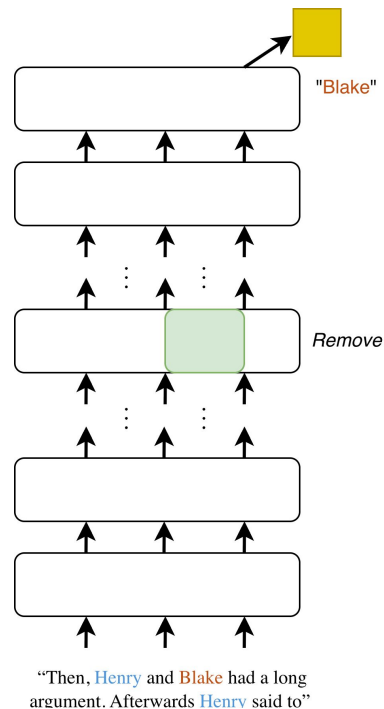 "Blake"
Remove
“Then, Henry and Blake had a long
argument. Afterwards Henry said to”